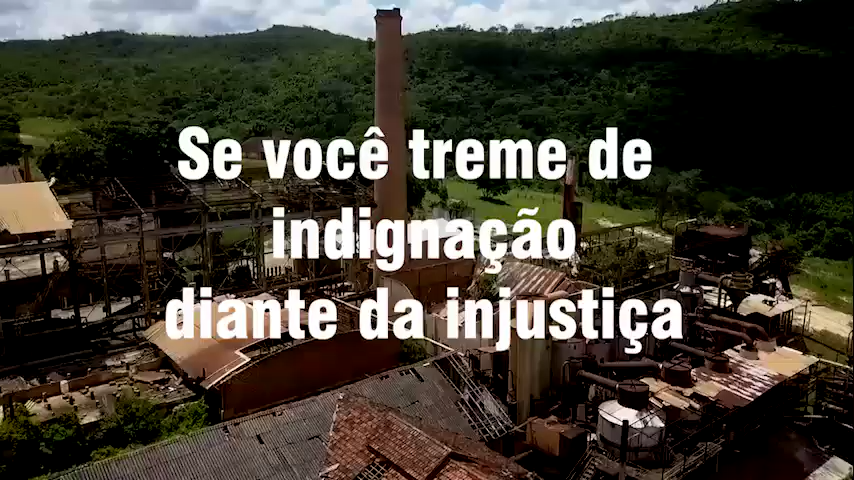 Se você treme de
indignação
diante da injustiça